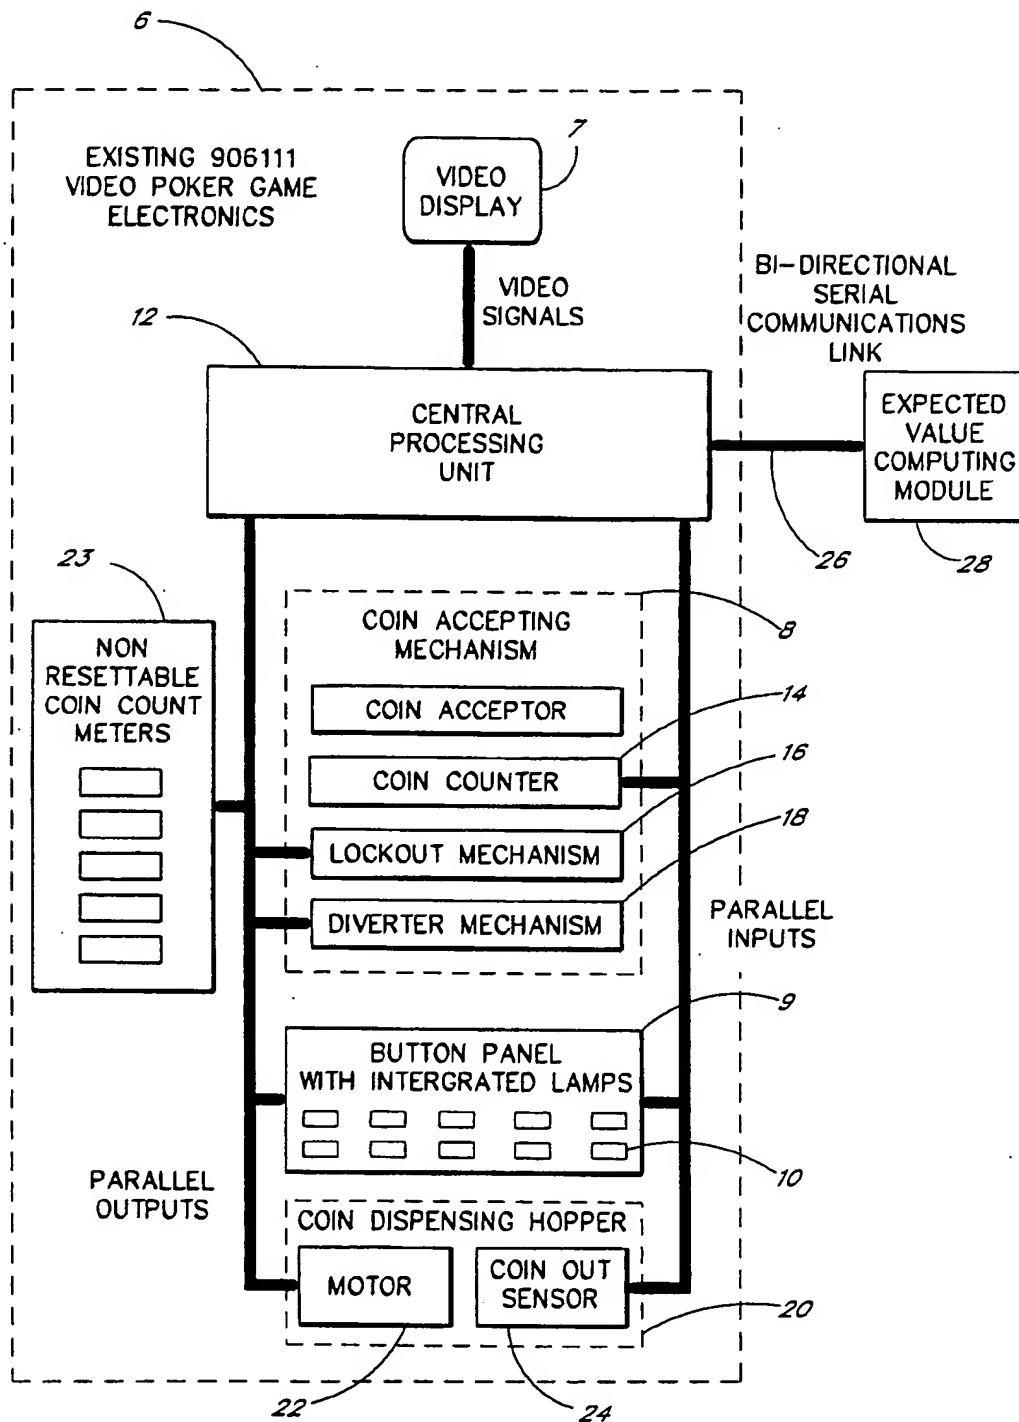 6
EXISTING 906111
VIDEO POKER GAME
ELECTRONICS
7
VIDEO
DISPLAY
VIDEO
SIGNALS
12
BI-DIRECTIONAL
SERIAL
COMMUNICATIONS
LINK
CENTRAL
PROCESSING
UNIT
EXPECTED
VALUE
COMPUTING
MODULE
26
28
23
NON
RESETTABLE
COIN COUNT
METERS
COIN ACCEPTING
MECHANISM
8
COIN ACCEPTOR
14
COIN COUNTER
16
LOCKOUT MECHANISM
18
DIVERTER MECHANISM
PARALLEL
INPUTS
9
BUTTON PANEL
WITH INTERGRATED LAMPS
10
PARALLEL
OUTPUTS
COIN DISPENSING HOPPER
MOTOR
COIN OUT
SENSOR
20
22
24